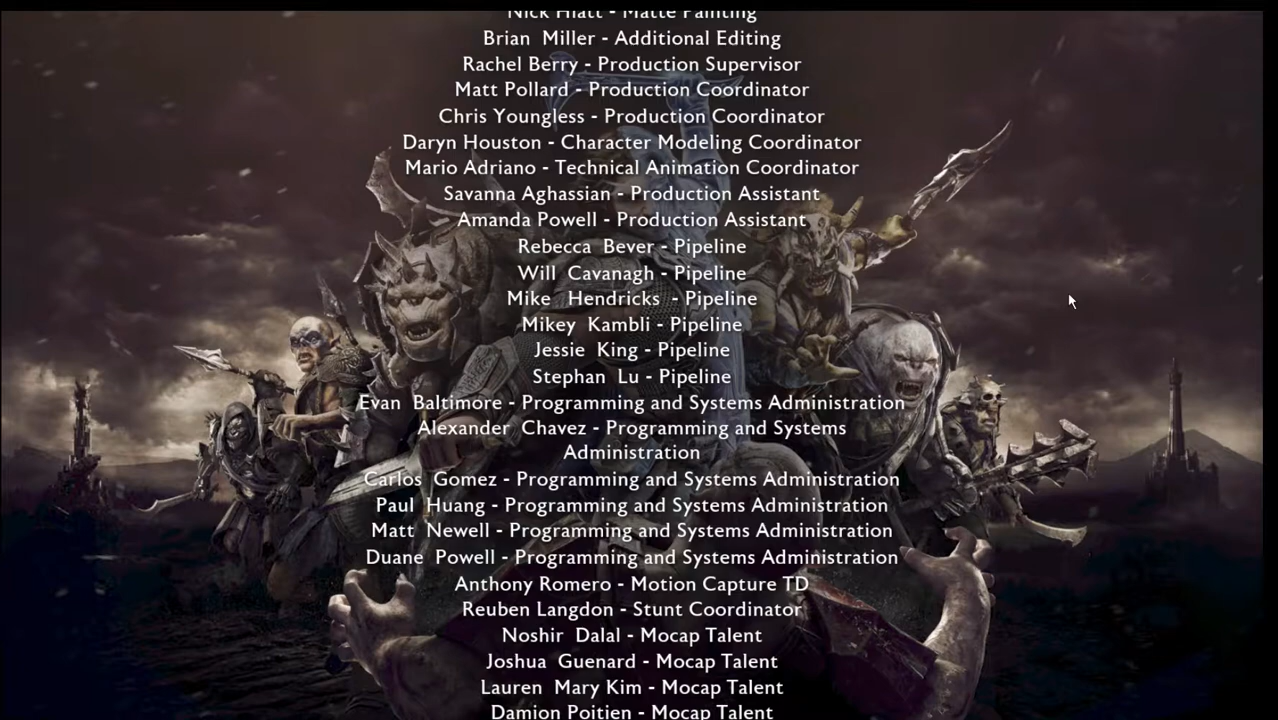 Nick Hiatt - Matte Painting
Brian Miller - Additional Editing
Rachel Berry - Production Supervisor
Matt Pollard - Production Coordinator
Chris Youngless - Production Coordinator
Daryn Houston - Character Modeling Coordinator
Mario Adriano - Technical Animation Coordinator
Savanna Aghassian - Production Assistant
Amanda Powell - Production Assistant
Rebecca Bever - Pipeline
Will Cavanagh - Pipeline
Mike Hendricks - Pipeline
Mikey Kambli - Pipeline
Jessie King - Pipeline
Stephan Lu - Pipeline
Evan Baltimore - Programming and Systems Administration
Alexander Chavez - Programming and Systems
Administration
Carlos Gomez - Programming and Systems Administration
Paul Huang - Programming and Systems Administration
Matt Newell - Programming and Systems Administration
Duane Powell - Programming and Systems Administration
Anthony Romero - Motion Capture TD
Reuben Langdon - Stunt Coordinator
Noshir Dalal - Mocap Talent
Joshua Guenard - Mocap Talent
Lauren Mary Kim - Mocap Talent
Damion Poitien - Mocap Talent